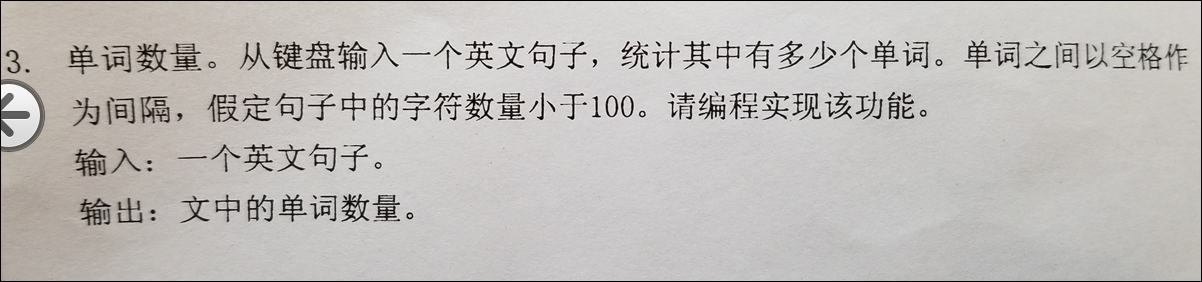 3. 单词数量。从键盘输入一个英文句子，统计其中有多少个单词。单词之间以空格作
为间隔，假定句子中的字符数量小于100。请编程实现该功能。
输入：一个英文句子。
输出：文中的单词数量。